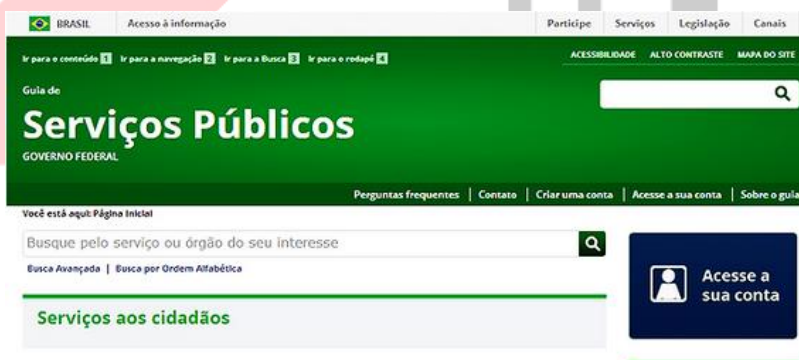 BRASIL Acesso à informação Participe Serviços Legislação Canais
Ir para o conteúdo 1 Ir para a navegação 2 Ir para a Busca 3 Ir para o rodapé 4 ACESSIBILIDADE ALTO CONTRASTE MAPA DO SITE
Guia de
Serviços Públicos
GOVERNO FEDERAL
Perguntas frequentes | Contato | Criar uma conta | Acesse a sua conta | Sobre o guia
Você está aqui: Página Inicial
Busque pelo serviço ou órgão do seu interesse
Busca Avançada | Busca por Ordem Alfabética
Acesse a
sua conta
Serviços aos cidadãos